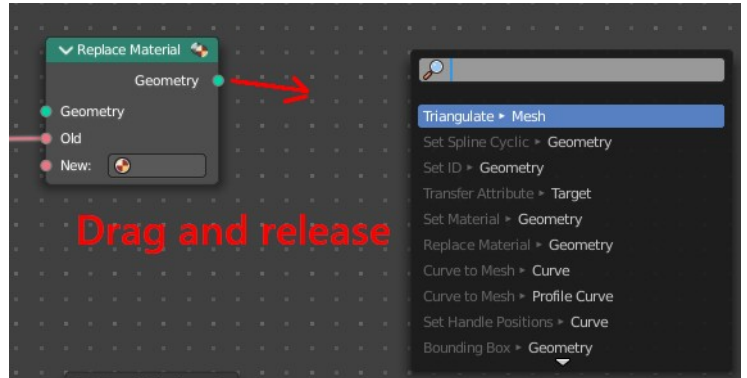 Replace Material
Geometry
Geometry
Old
New:
Drag and release
Triangulate ▸ Mesh
Set Spline Cyclic ▸ Geometry
Set ID ▸ Geometry
Transfer Attribute ▸ Target
Set Material ▸ Geometry
Replace Material ▸ Geometry
Curve to Mesh ▸ Curve
Curve to Mesh ▸ Profile Curve
Set Handle Positions ▸ Curve
Bounding Box ▸ Geometry